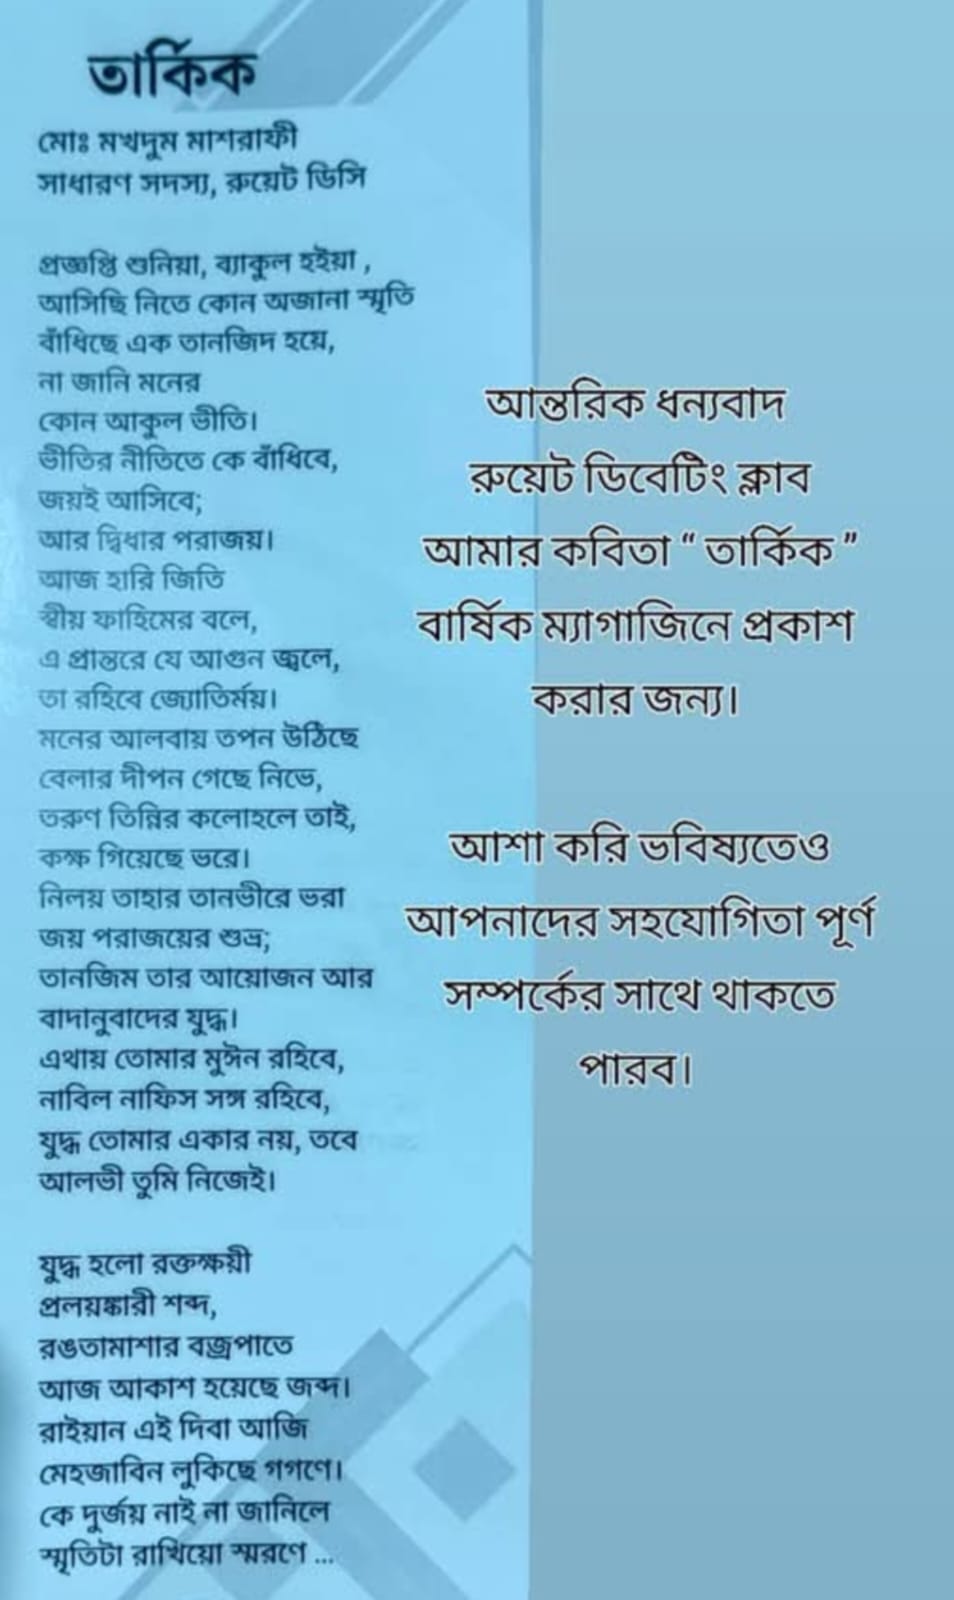 তার্কিক
মোঃ মখদুম মাশরাফী
সাধারণ সদস্য, রুয়েট ডিসি
প্রজ্ঞপ্তি শুনিয়া, ব্যাকুল হইয়া ,
আসিছি নিতে কোন অজানা স্মৃতি
বাঁধিছে এক তানজিদ হয়ে,
না জানি মনের
কোন আকুল ভীতি।
ভীতির নীতিতে কে বাঁধিবে,
জয়ই আসিবে;
আর দ্বিধার পরাজয়।
আজ হারি জিতি
স্বীয় ফাহিমের বলে,
এ প্রান্তরে যে আগুন জ্বলে,
তা রহিবে জ্যোতির্ময়।
মনের আলবায় তপন উঠিছে
বেলার দীপন গেছে নিভে,
তরুণ তিন্নির কলোহলে তাই,
কক্ষ গিয়েছে ভরে।
নিলয় তাহার তানভীরে ভরা
জয় পরাজয়ের শুভ্র;
তানজিম তার আয়োজন আর
বাদানুবাদের যুদ্ধ।
এথায় তোমার মুঈন রহিবে,
নাবিল নাফিস সঙ্গ রহিবে,
যুদ্ধ তোমার একার নয়, তবে
আলভী তুমি নিজেই।
যুদ্ধ হলো রক্তক্ষয়ী
প্রলয়ঙ্কারী শব্দ,
রঙতামাশার বজ্রপাতে
আজ আকাশ হয়েছে জব্দ।
রাইয়ান এই দিবা আজি
মেহজাবিন লুকিছে গগণে।
কে দুর্জয় নাই না জানিলে
স্মৃতিটা রাখিয়ো স্মরণে ...
আন্তরিক ধন্যবাদ
রুয়েট ডিবেটিং ক্লাব
আমার কবিতা “ তার্কিক ”
বার্ষিক ম্যাগাজিনে প্রকাশ
করার জন্য।
আশা করি ভবিষ্যতেও
আপনাদের সহযোগিতা পূর্ণ
সম্পর্কের সাথে থাকতে
পারব।